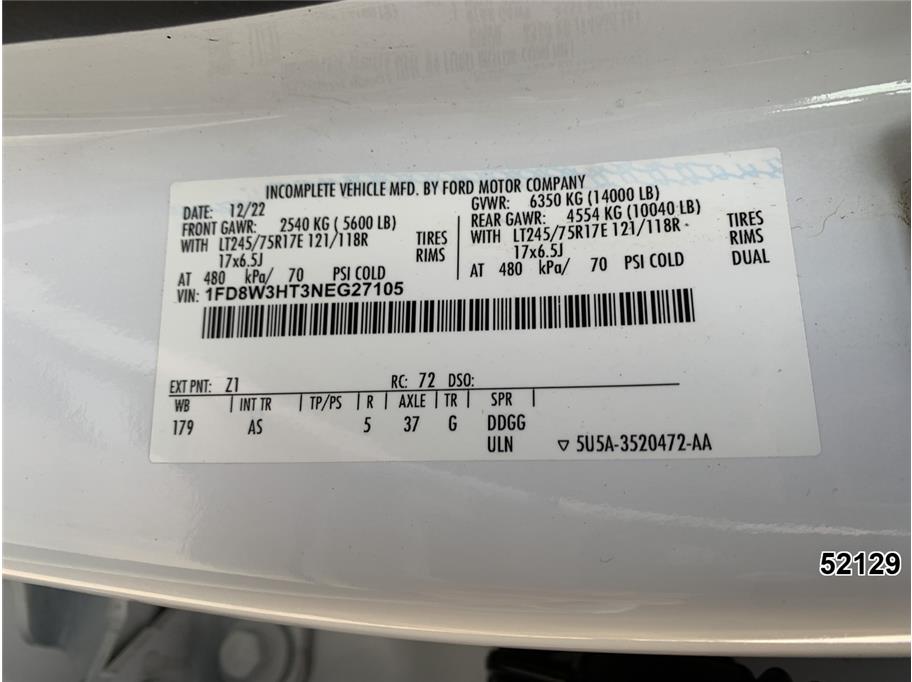 INCOMPLETE VEHICLE MFD. BY FORD MOTOR COMPANY
DATE: 12/22
FRONT GAWR: 2540 KG ( 5600 LB)
WITH LT245/75R17E 121/118R TIRES
17x6.5J RIMS
AT 480 kPa/ 70 PSI COLD
GVWR: 6350 KG (14000 LB)
REAR GAWR: 4554 KG (10040 LB)
WITH LT245/75R17E 121/118R TIRES
17x6.5J RIMS
AT 480 kPa/ 70 PSI COLD DUAL
VIN: 1FD8W3HT3NEG27105
EXT PNT: Z1 RC: 72 DSO:
WB INT TR TP/PS R AXLE TR SPR
179 AS 5 37 G DDGG
ULN ▽ 5U5A-3520472-AA
52129